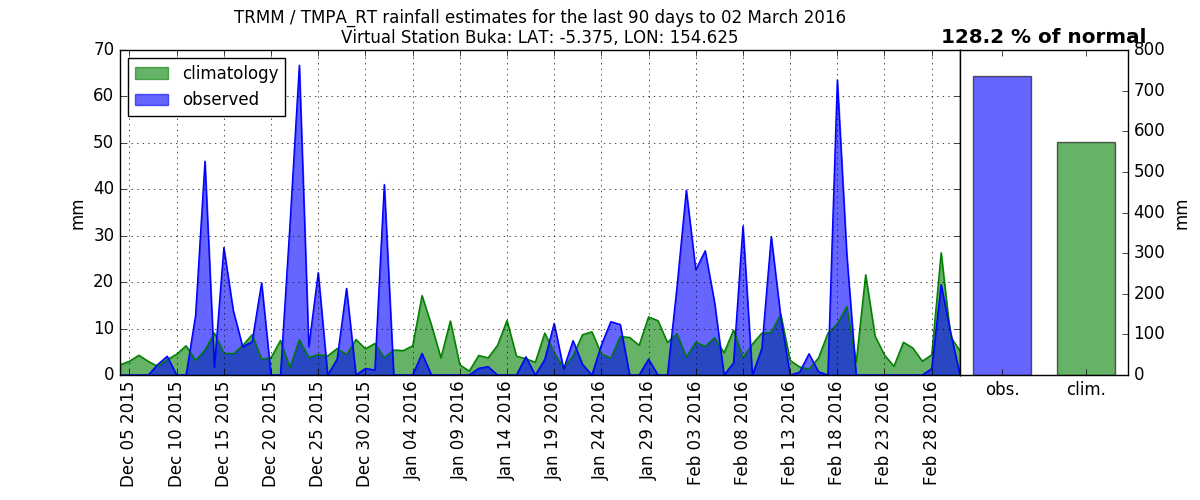 TRMM / TMPA_RT rainfall estimates for the last 90 days to 02 March 2016
Virtual Station Buka: LAT: -5.375, LON: 154.625
128.2 % of normal
climatology
observed
mm
70
60
50
40
30
20
10
0
Dec 05 2015
Dec 10 2015
Dec 15 2015
Dec 20 2015
Dec 25 2015
Dec 30 2015
Jan 04 2016
Jan 09 2016
Jan 14 2016
Jan 19 2016
Jan 24 2016
Jan 29 2016
Feb 03 2016
Feb 08 2016
Feb 13 2016
Feb 18 2016
Feb 23 2016
Feb 28 2016
obs.
clim.
800
700
600
500
400
300
200
100
0
mm